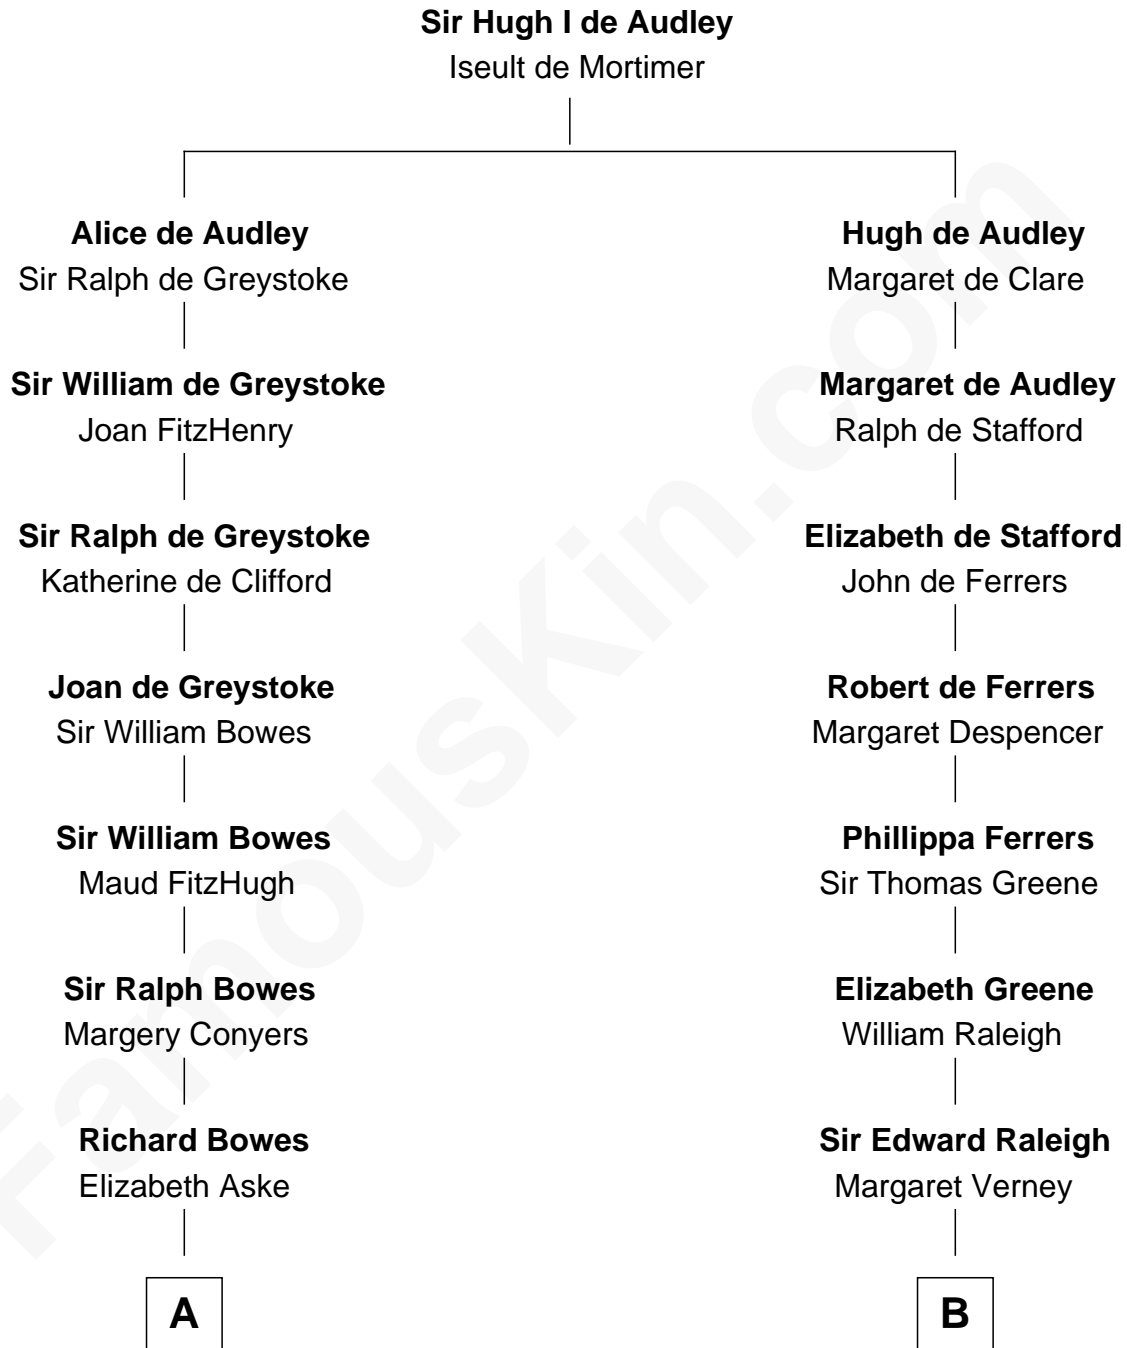 Sir Hugh I de Audley
Iseult de Mortimer
Alice de Audley
Sir Ralph de Greystoke
Hugh de Audley
Margaret de Clare
Sir William de Greystoke
Joan FitzHenry
Margaret de Audley
Ralph de Stafford
Sir Ralph de Greystoke
Katherine de Clifford
Elizabeth de Stafford
John de Ferrers
Joan de Greystoke
Sir William Bowes
Robert de Ferrers
Margaret Despencer
Sir William Bowes
Maud FitzHugh
Phillippa Ferrers
Sir Thomas Greene
Sir Ralph Bowes
Margery Conyers
Elizabeth Greene
William Raleigh
Richard Bowes
Elizabeth Aske
Sir Edward Raleigh
Margaret Verney
A
B
FamousKin.com